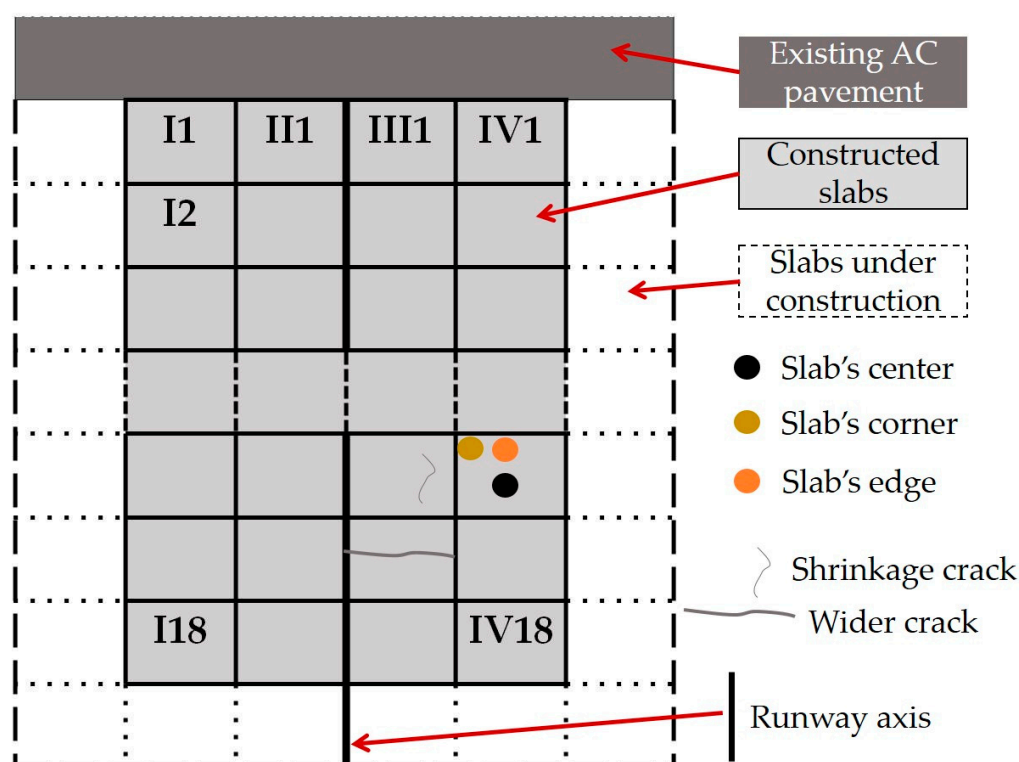 Existing AC
pavement
I1 II1 III1 IV1
Constructed
slabs
I2
Slabs under
construction
Slab's center
Slab's corner
Slab's edge
Shrinkage crack
Wider crack
I18 IV18
Runway axis